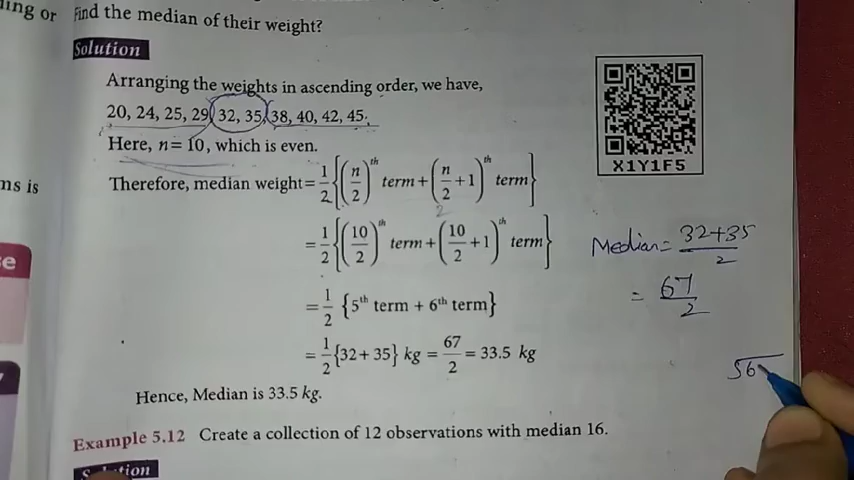 ing or
Find the median of their weight?
Solution
Arranging the weights in ascending order, we have,
20, 24, 25, 29, 32, 35, 38, 40, 42, 45.
Here, n= 10, which is even.
ms is
Therefore, median weight = 1/2 {(n/2)th term + (n/2 + 1)th term}
= 1/2 {(10/2)th term + (10/2 + 1)th term}
= 1/2 {5th term + 6th term}
= 1/2 {32 + 35} kg = 67/2 = 33.5 kg
Hence, Median is 33.5 kg.
Example 5.12 Create a collection of 12 observations with median 16.
Solution
X1Y1F5
Median = 32+35/2
= 67/2